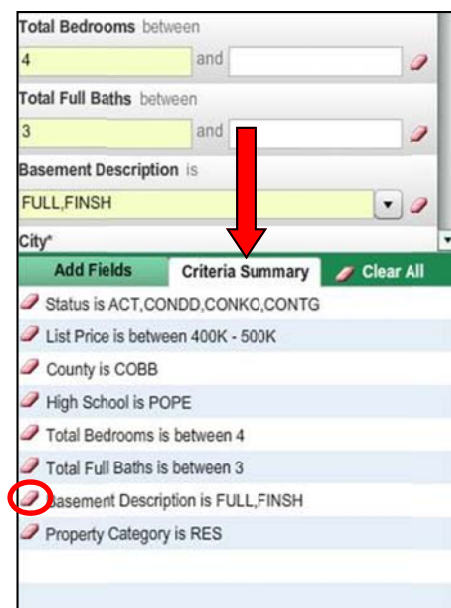 Total Bedrooms between
4 and
Total Full Baths between
3 and
Basement Description is
FULL,FINSH
City*
Add Fields Criteria Summary Clear All
Status is ACT,CONDD,CONKO,CONTG
List Price is between 400K - 500K
County is COBB
High School is POPE
Total Bedrooms is between 4
Total Full Baths is between 3
Basement Description is FULL,FINSH
Property Category is RES